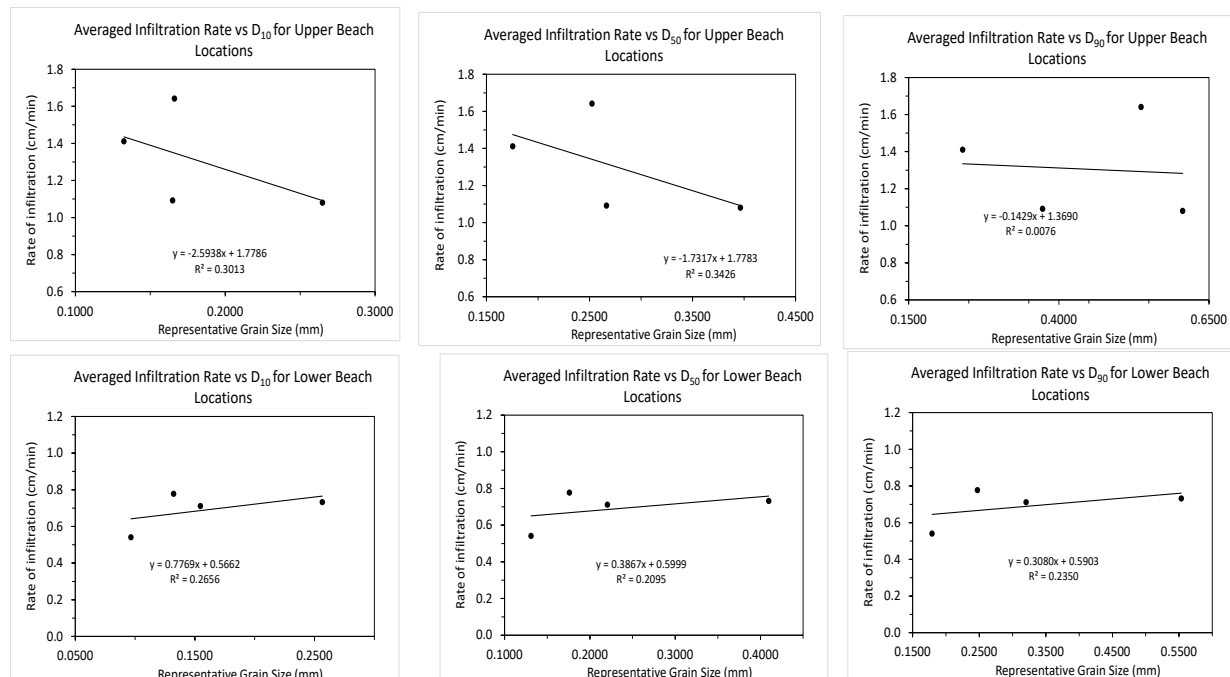 Averaged Infiltration Rate vs D₁₀ for Upper Beach
Locations
Rate of infiltration (cm/min)
1.8
1.6
1.4
1.2
1.0
0.8
0.6
y = -2.5938x + 1.7786
R² = 0.3013
0.1000 0.2000 0.3000
Representative Grain Size (mm)
Averaged Infiltration Rate vs D₅₀ for Upper Beach
Locations
Rate of infiltration (cm/min)
1.8
1.6
1.4
1.2
1.0
0.8
0.6
y = -1.7317x + 1.7783
R² = 0.3426
0.1500 0.2500 0.3500 0.4500
Representative Grain Size (mm)
Averaged Infiltration Rate vs D₉₀ for Upper Beach
Locations
Rate of infiltration (cm/min)
1.8
1.6
1.4
1.2
1.0
0.8
0.6
y = -0.1429x + 1.3690
R² = 0.0076
0.1500 0.4000 0.6500
Representative Grain Size (mm)
Averaged Infiltration Rate vs D₁₀ for Lower Beach
Locations
Rate of infiltration (cm/min)
1.2
1.0
0.8
0.6
0.4
0.2
0.0
y = 0.7769x + 0.5662
R² = 0.2656
0.0500 0.1500 0.2500
Representative Grain Size (mm)
Averaged Infiltration Rate vs D₅₀ for Lower Beach
Locations
Rate of infiltration (cm/min)
1.2
1.0
0.8
0.6
0.4
0.2
0.0
y = 0.3867x + 0.5999
R² = 0.2095
0.1000 0.2000 0.3000 0.4000
Representative Grain Size (mm)
Averaged Infiltration Rate vs D₉₀ for Lower Beach
Locations
Rate of infiltration (cm/min)
1.2
1.0
0.8
0.6
0.4
0.2
0.0
y = 0.3080x + 0.5903
R² = 0.2350
0.1500 0.2500 0.3500 0.4500 0.5500
Representative Grain Size (mm)